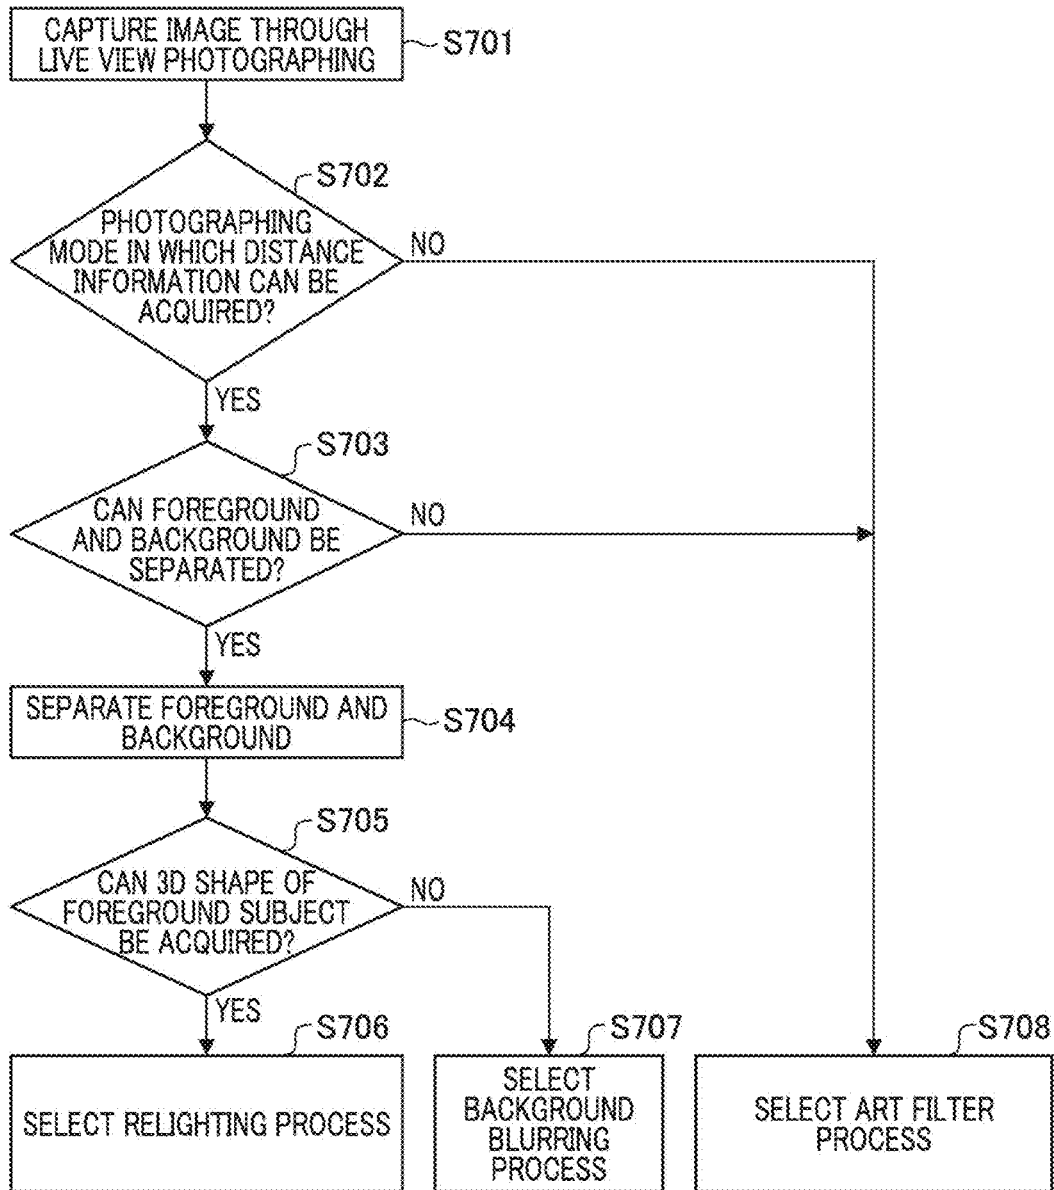 CAPTURE IMAGE THROUGH
LIVE VIEW PHOTOGRAPHING
S701
S702
PHOTOGRAPHING
MODE IN WHICH DISTANCE
INFORMATION CAN BE
ACQUIRED?
NO
YES
S703
CAN FOREGROUND
AND BACKGROUND BE
SEPARATED?
NO
YES
SEPARATE FOREGROUND AND
BACKGROUND
S704
S705
CAN 3D SHAPE OF
FOREGROUND SUBJECT
BE ACQUIRED?
NO
YES
S706
SELECT RELIGHTING PROCESS
S707
SELECT
BACKGROUND
BLURRING
PROCESS
S708
SELECT ART FILTER
PROCESS